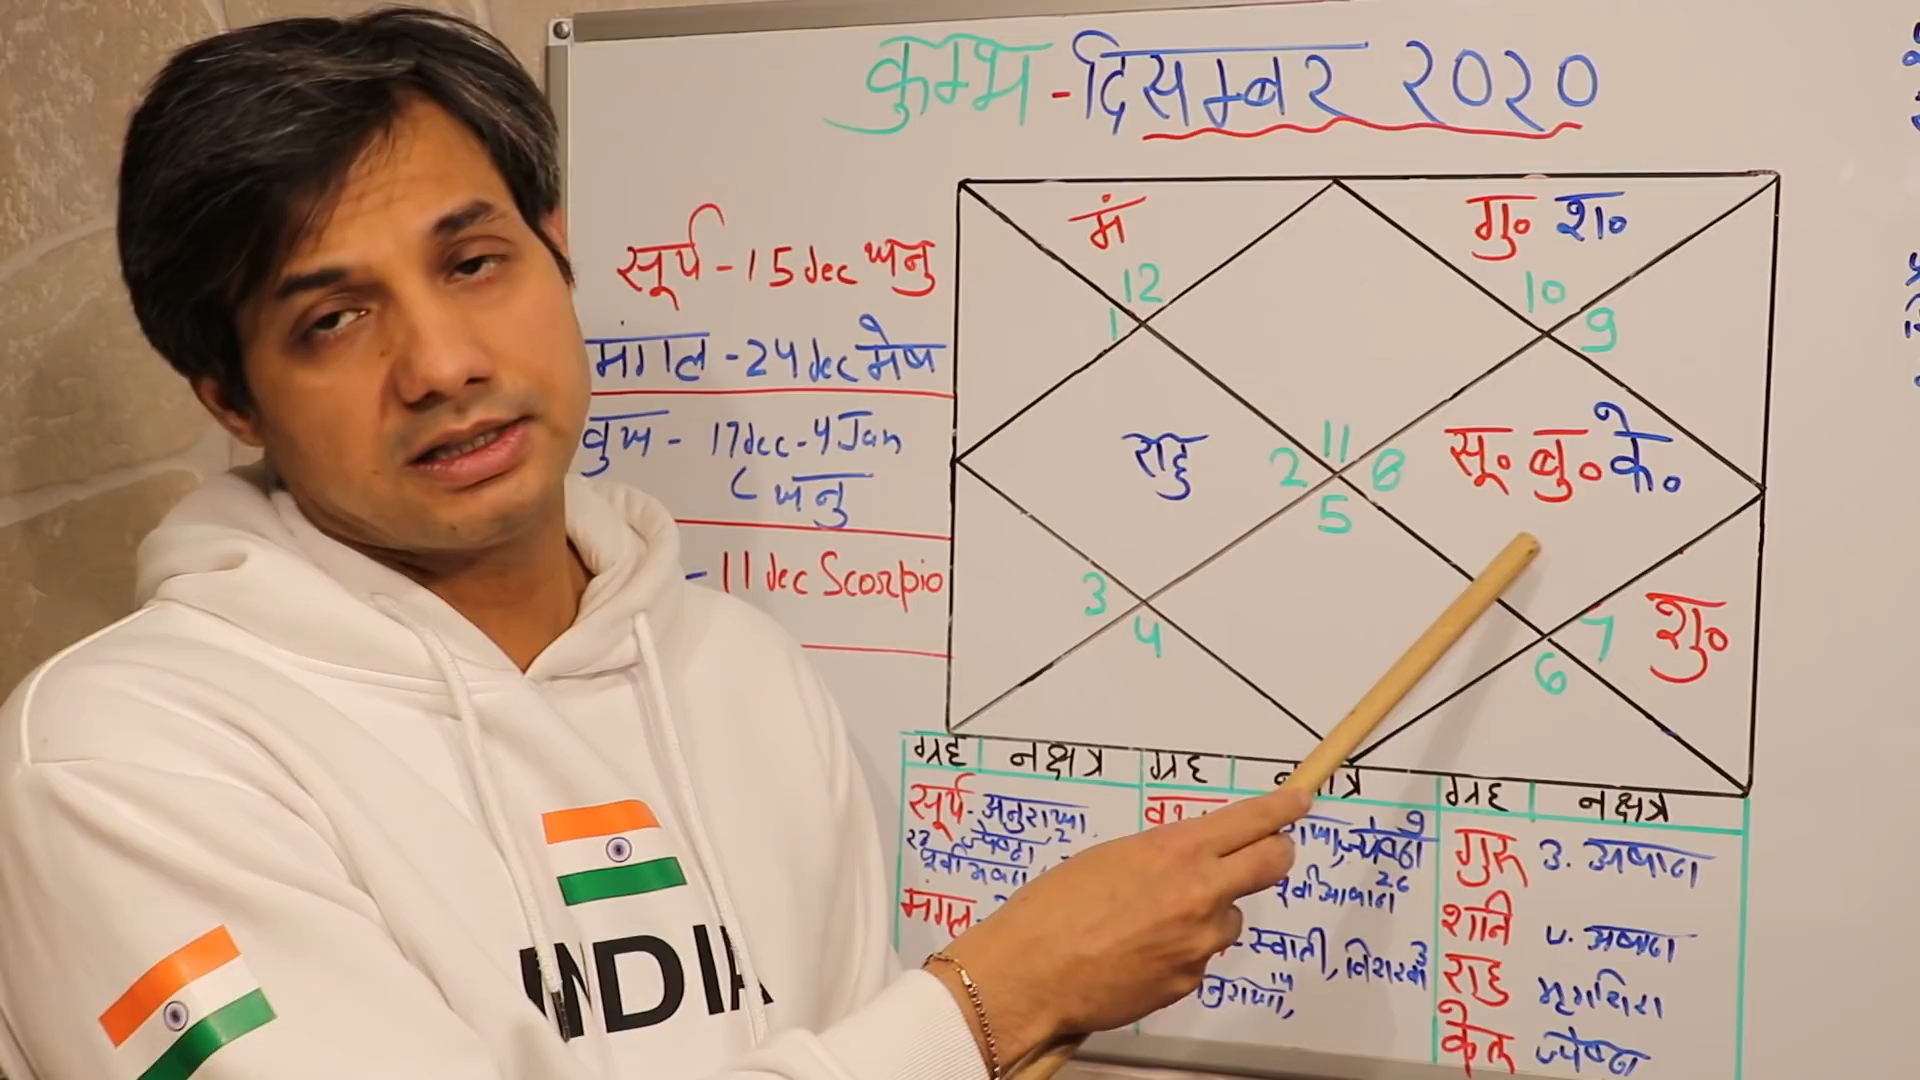 कुम्भ - दिसम्बर २०२०
सूर्य - 15 dec धनु
मंगल - 24 dec मेष
बुध - 17 dec - 4 Jan
धनु
- 11 dec Scorpio
मं
गु० श०
12
10
1
9
राहु
11
2
8
5
सू० बु० के०
3
4
7
6
शु०
ग्रह नक्षत्र ग्रह ग्रह नक्षत्र
सूर्य - अनुराधा
ज्येष्ठा
मंगल -
ज्येष्ठा
- स्वाती,
गुरु उ. अषाढा
शनि उ. अषाढा
राहु मृगशिरा
केतु ज्येष्ठा
INDIA